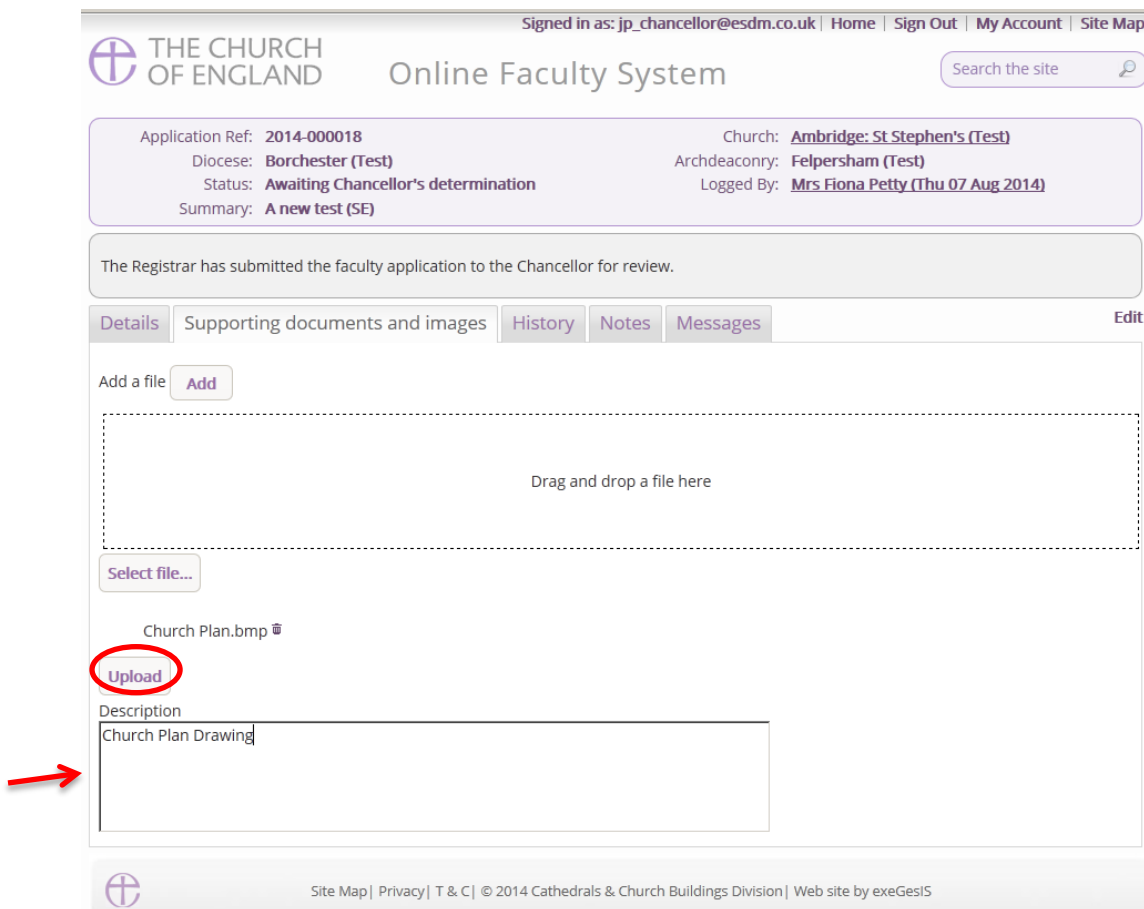 Signed in as: jp_chancellor@esdm.co.uk | Home | Sign Out | My Account | Site Map
THE CHURCH
OF ENGLAND
Online Faculty System
Search the site
Application Ref: 2014-000018 Church: Ambridge: St Stephen's (Test)
Diocese: Borchester (Test) Archdeaconry: Felpersham (Test)
Status: Awaiting Chancellor's determination Logged By: Mrs Fiona Petty (Thu 07 Aug 2014)
Summary: A new test (SE)
The Registrar has submitted the faculty application to the Chancellor for review.
Details Supporting documents and images History Notes Messages Edit
Add a file Add
Drag and drop a file here
Select file...
Church Plan.bmp
Upload
Description
Church Plan Drawing
Site Map| Privacy| T & C| © 2014 Cathedrals & Church Buildings Division| Web site by exeGesIS